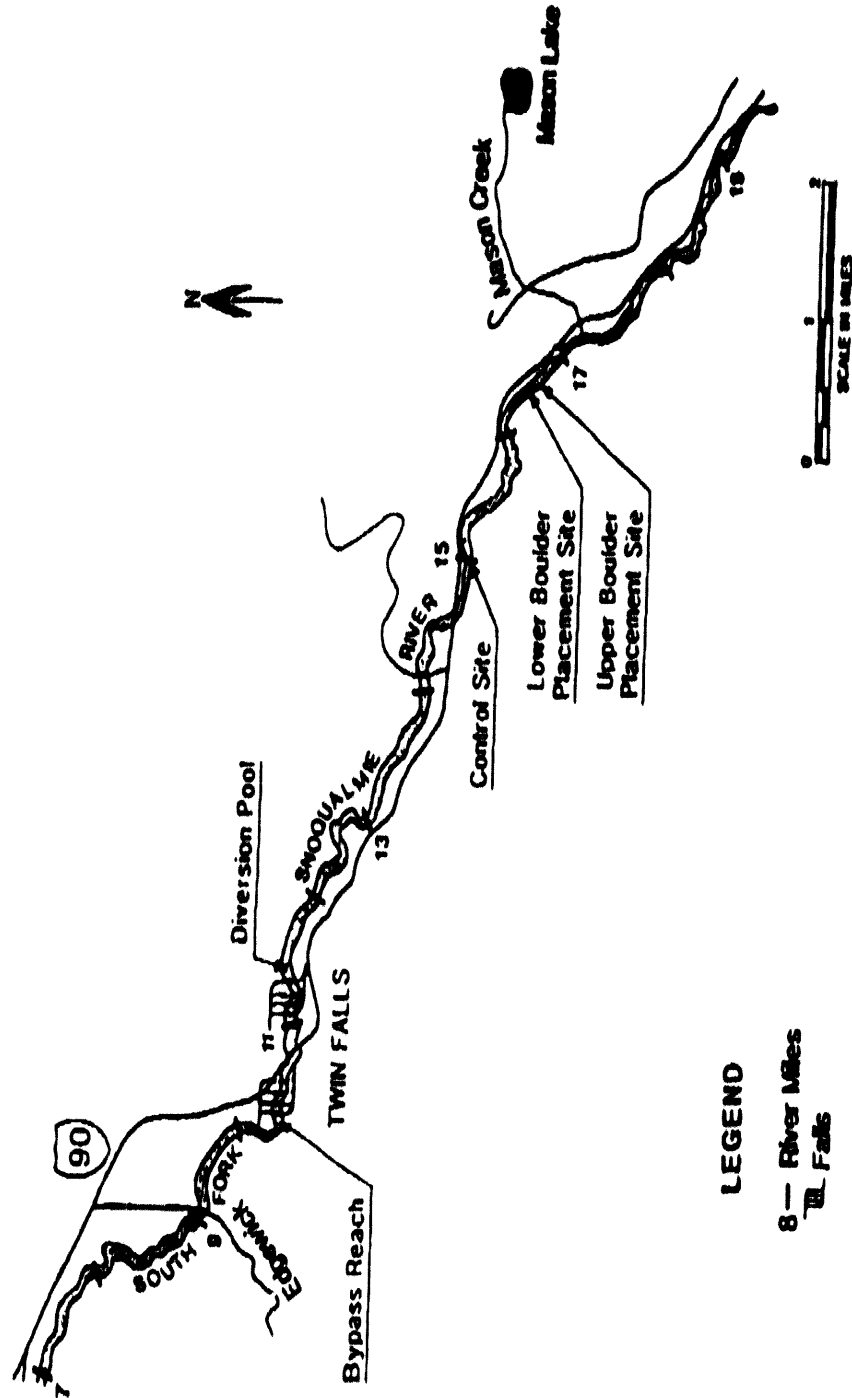 N
90
7
SOUTH
FORK
9
Edgewick
Bypass Reach
TWIN FALLS
11
Diversion Pool
SNOQUALMIE
13
RIVER
15
Control Site
Lower Boulder
Placement Site
Upper Boulder
Placement Site
17
Mason Creek
Mason Lake
18
LEGEND
8— River Miles
Falls
0 1 2
SCALE IN MILES